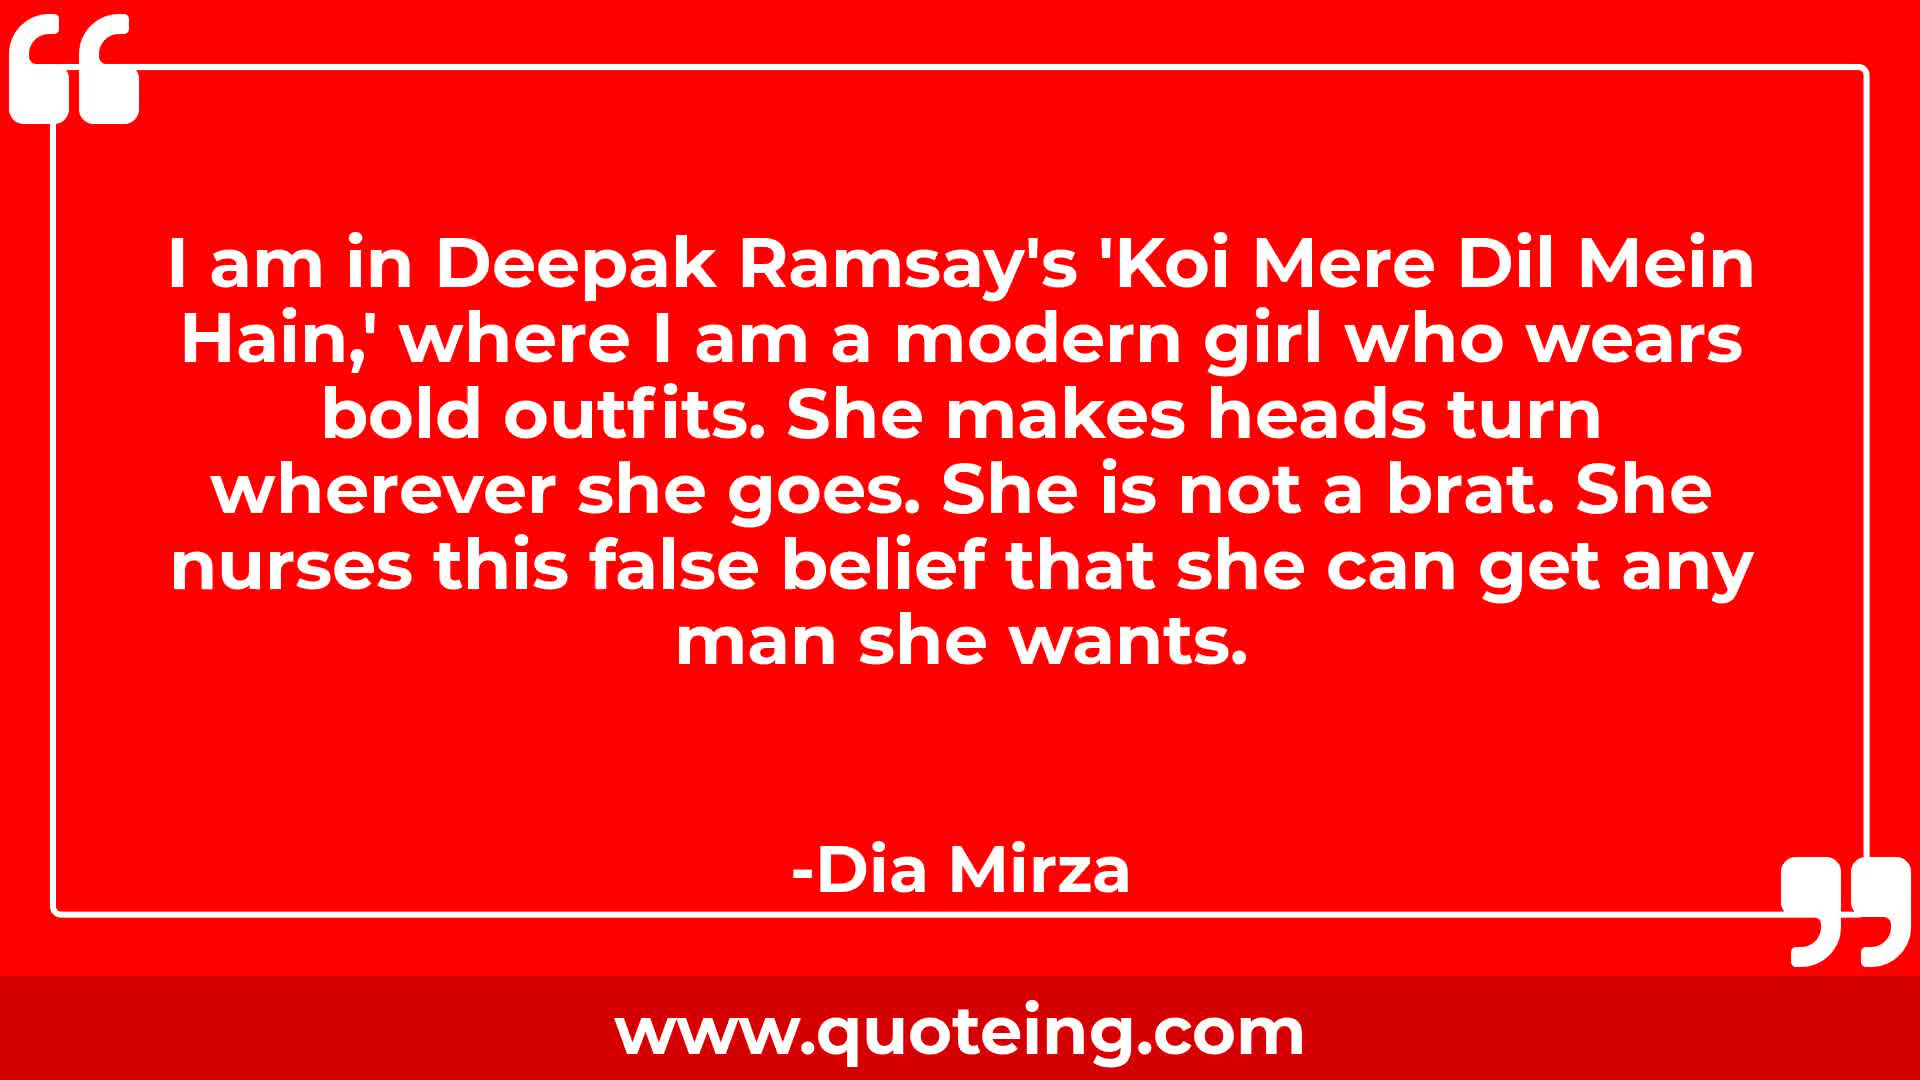 I am in Deepak Ramsay's 'Koi Mere Dil Mein
Hain,' where I am a modern girl who wears
bold outfits. She makes heads turn
wherever she goes. She is not a brat. She
nurses this false belief that she can get any
man she wants.
-Dia Mirza
www.quoteing.com